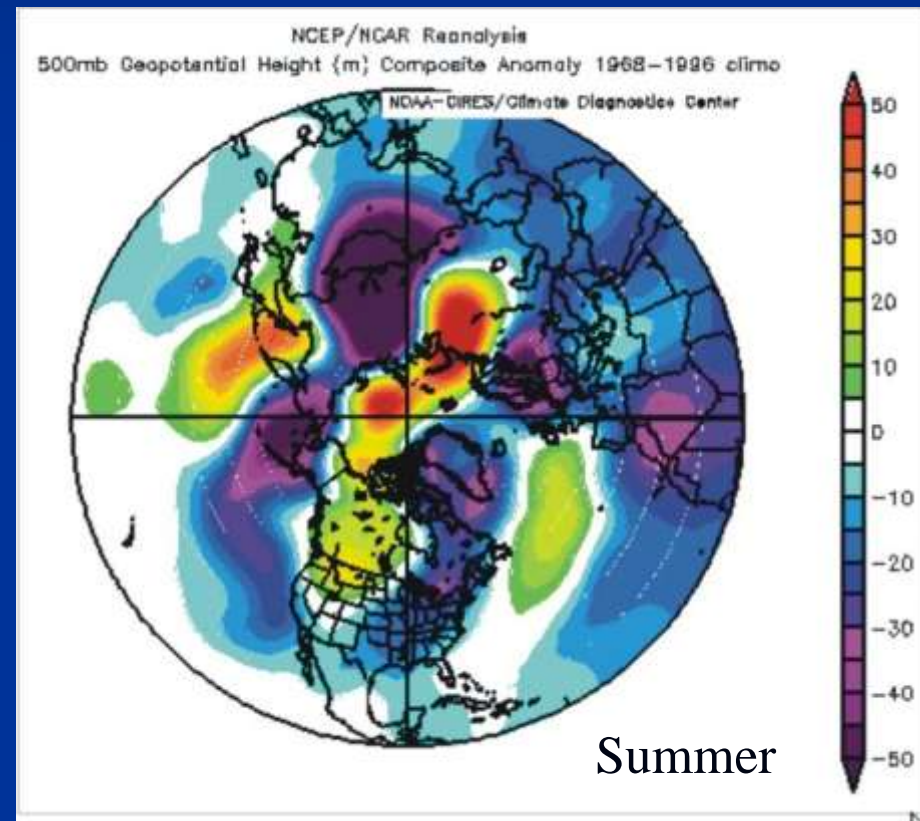 NCEP/NCAR Reanalysis
500mb Geopotential Height (m) Composite Anomaly 1968-1996 climo
NOAA-CIRES/Climate Diagnostics Center
50
40
30
20
10
0
-10
-20
-30
-40
-50
Summer